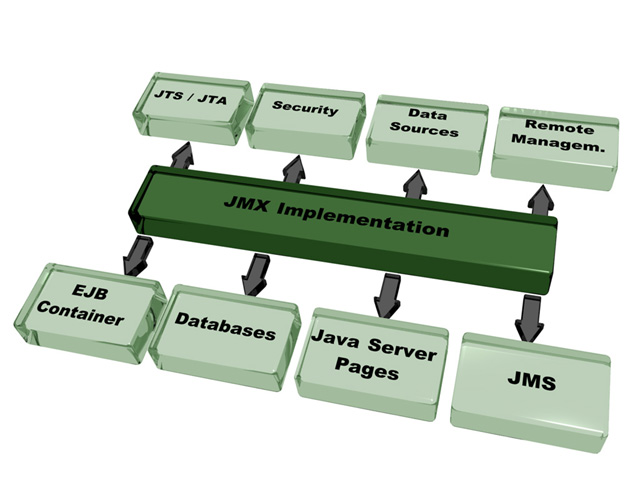 JTS / JTA
Security
Data
Sources
Remote
Managem.
JMX Implementation
EJB
Container
Databases
Java Server
Pages
JMS